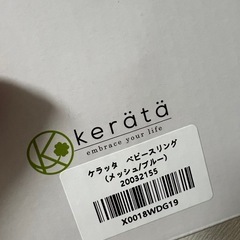 K
kerätä
embrace your life
ケラッタ ベビースリング
(メッシュ/ブルー)
20032155
X0018WDG19